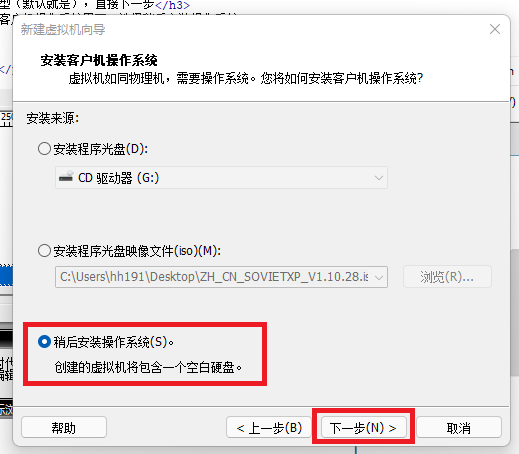 型（默认就是），直接下一步</h3>
新建虚拟机向导
安装客户机操作系统
虚拟机如同物理机，需要操作系统。您将如何安装客户机操作系统?
安装来源:
安装程序光盘(D):
CD 驱动器 (G:)
安装程序光盘映像文件(iso)(M):
C:\Users\hh191\Desktop\ZH_CN_SOVIETXP_V1.10.28.is
浏览(R)...
稍后安装操作系统(S)。
创建的虚拟机将包含一个空白硬盘。
帮助
< 上一步(B)
下一步(N) >
取消